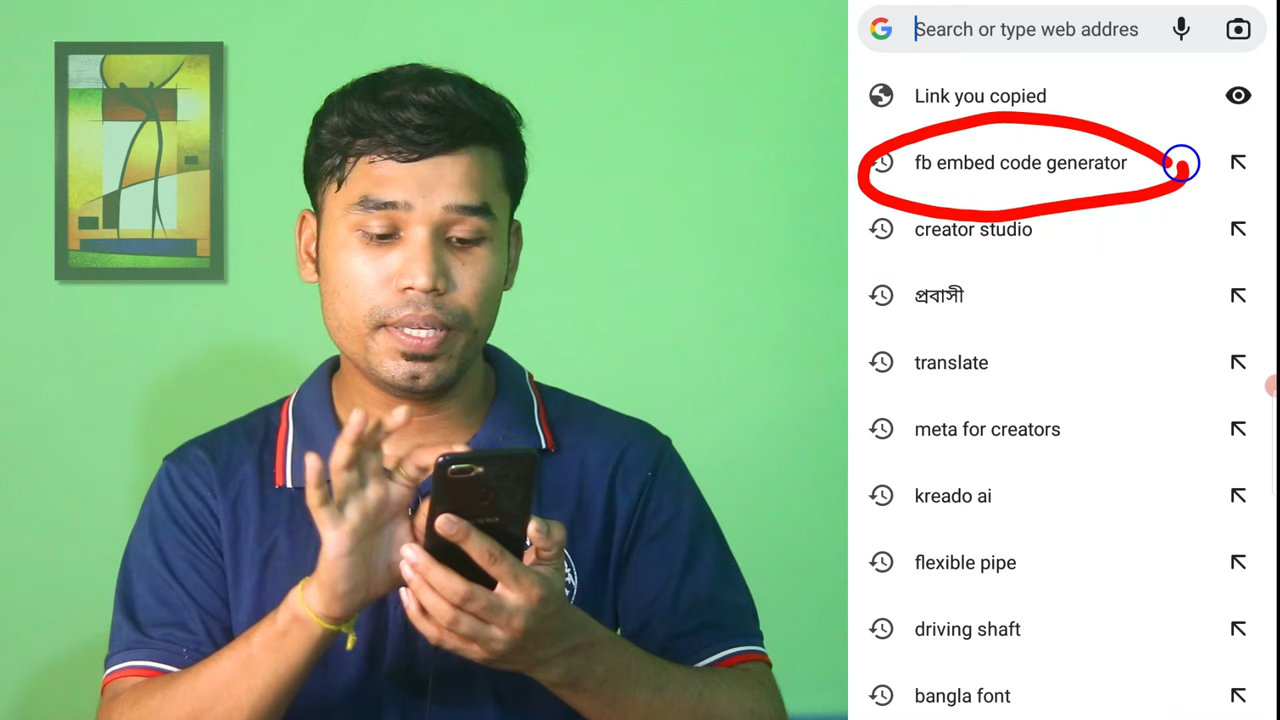 Search or type web addres
Link you copied
fb embed code generator
creator studio
প্রবাসী
translate
meta for creators
kreado ai
flexible pipe
driving shaft
bangla font